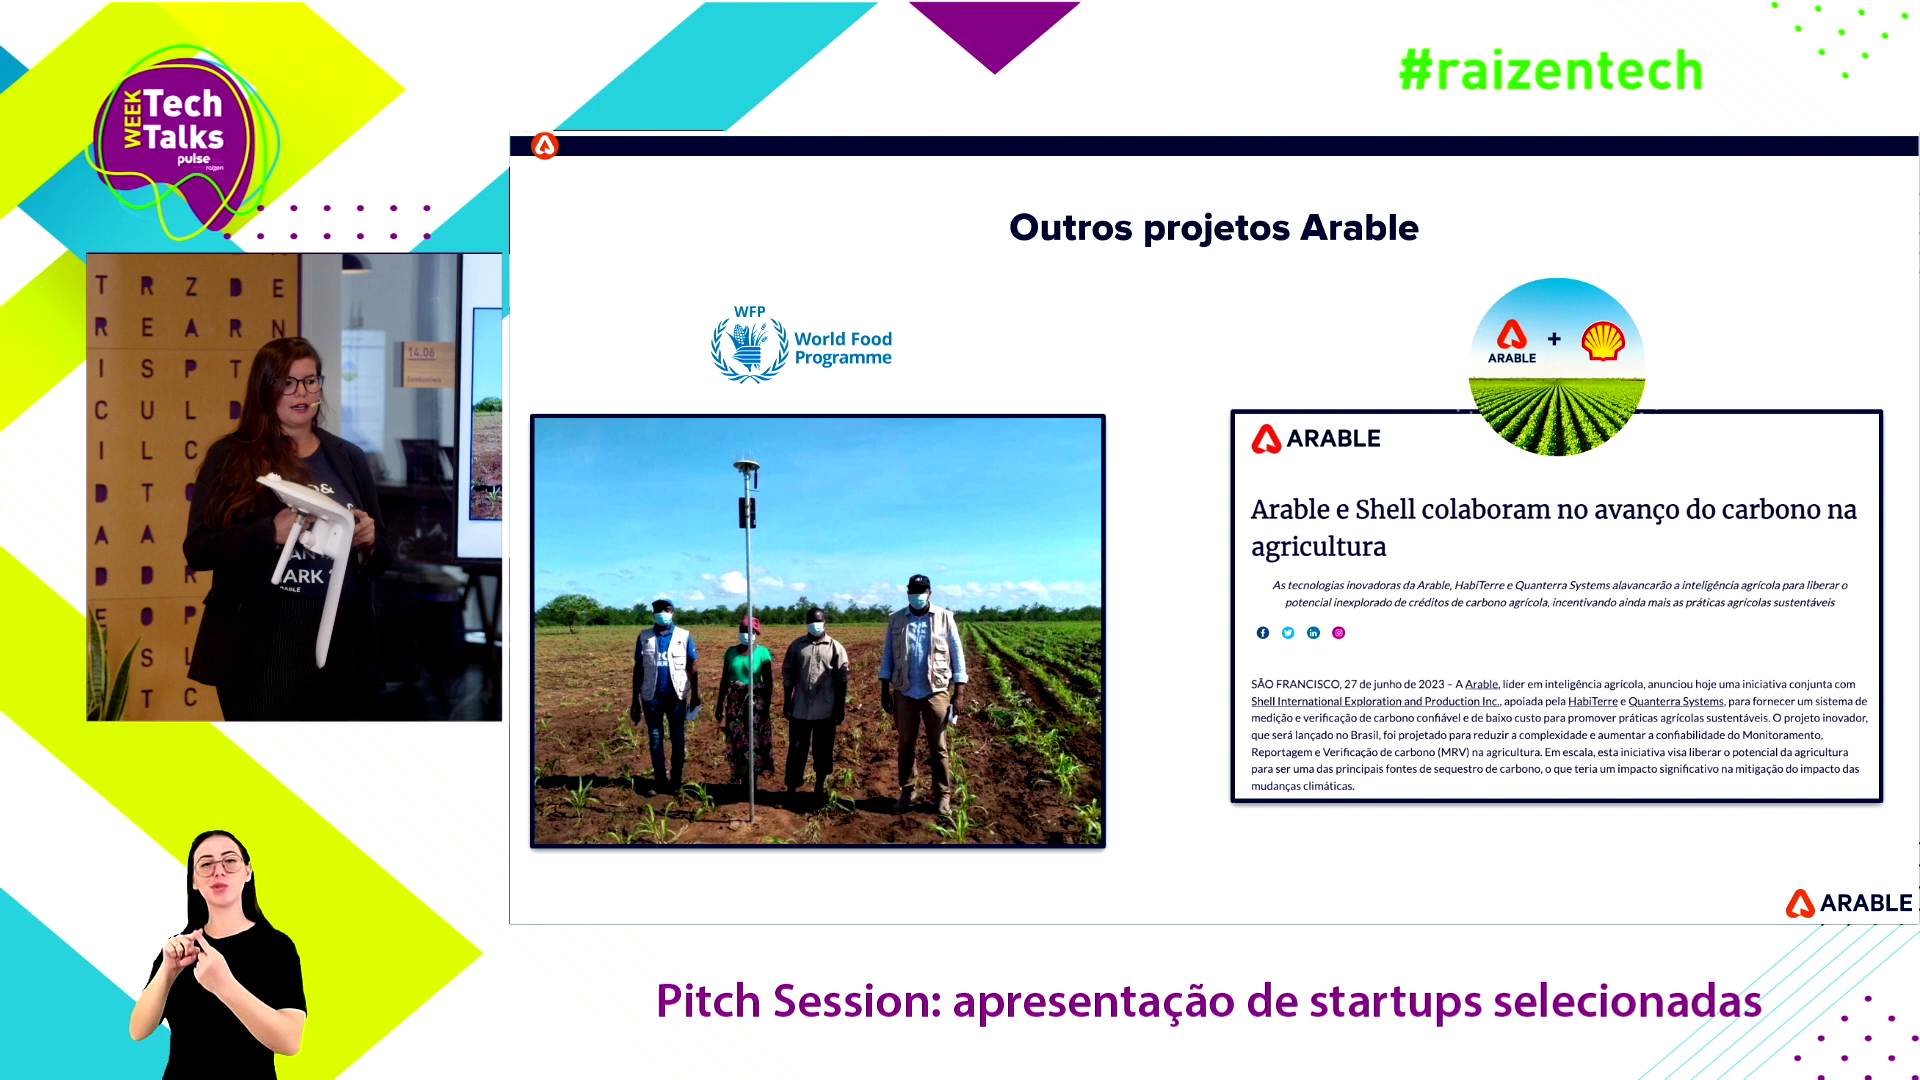 WEEK
Tech
Talks
pulse
raízen
#raizentech
Outros projetos Arable
WFP
World Food
Programme
ARABLE
+
ARABLE
Arable e Shell colaboram no avanço do carbono na
agricultura
As tecnologias inovadoras da Arable, HabiTerre e Quanterra Systems alavancarão a inteligência agrícola para liberar o
potencial inexplorado de créditos de carbono agrícola, incentivando ainda mais as práticas agrícolas sustentáveis
SÃO FRANCISCO, 27 de junho de 2023 – A Arable, líder em inteligência agrícola, anunciou hoje uma iniciativa conjunta com
Shell International Exploration and Production Inc., apoiada pela HabiTerre e Quanterra Systems, para fornecer um sistema de
medição e verificação de carbono confiável e de baixo custo para promover práticas agrícolas sustentáveis. O projeto inovador,
que será lançado no Brasil, foi projetado para reduzir a complexidade e aumentar a confiabilidade do Monitoramento,
Reportagem e Verificação de carbono (MRV) na agricultura. Em escala, esta iniciativa visa liberar o potencial da agricultura
para ser uma das principais fontes de sequestro de carbono, o que teria um impacto significativo na mitigação do impacto das
mudanças climáticas.
ARABLE
T R Z D E
R E A R N
I S P T
C U L D
I L C
D T
A A
D D R
E O P
S L
T C
14.06
Pitch Session: apresentação de startups selecionadas